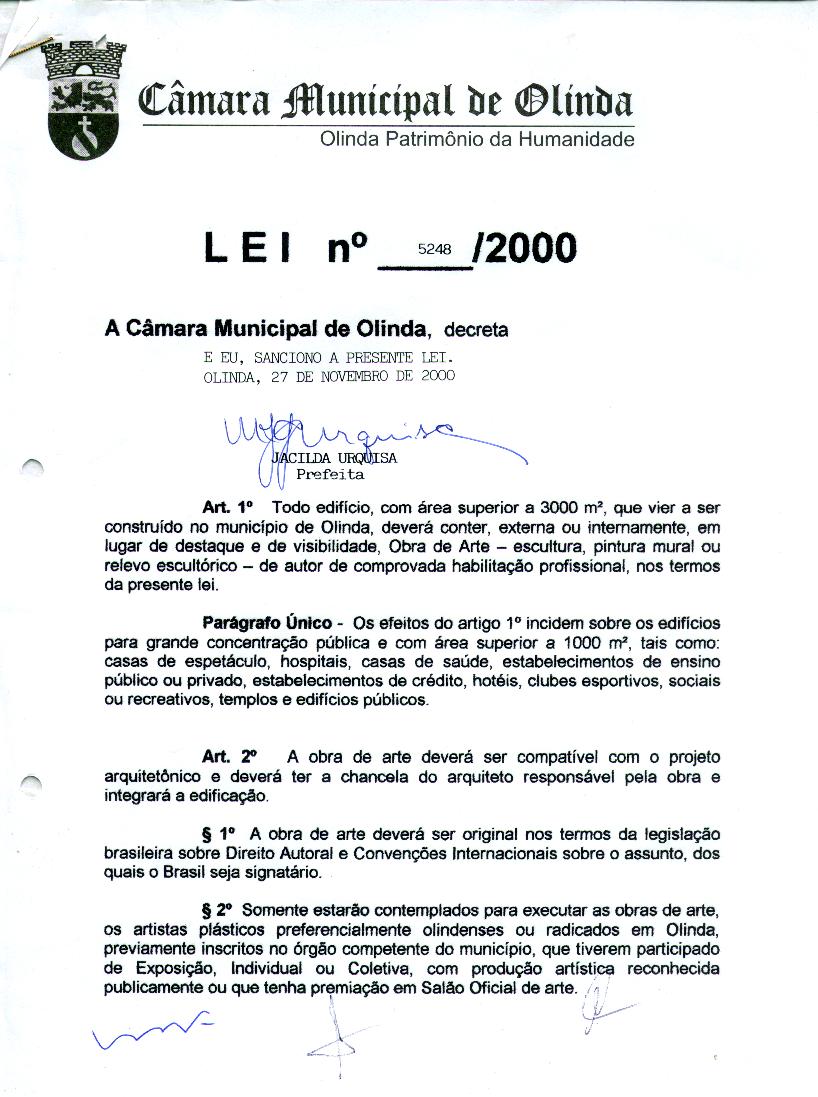 Câmara Municipal de Olinda
Olinda Patrimônio da Humanidade
LEI nº 5248 /2000
A Câmara Municipal de Olinda, decreta
E EU, SANCIONO A PRESENTE LEI.
OLINDA, 27 DE NOVEMBRO DE 2000
JACILDA URQUISA
Prefeita
Art. 1º Todo edifício, com área superior a 3000 m², que vier a ser
construído no município de Olinda, deverá conter, externa ou internamente, em
lugar de destaque e de visibilidade, Obra de Arte – escultura, pintura mural ou
relevo escultórico – de autor de comprovada habilitação profissional, nos termos
da presente lei.
Parágrafo Único - Os efeitos do artigo 1º incidem sobre os edifícios
para grande concentração pública e com área superior a 1000 m², tais como:
casas de espetáculo, hospitais, casas de saúde, estabelecimentos de ensino
público ou privado, estabelecimentos de crédito, hotéis, clubes esportivos, sociais
ou recreativos, templos e edifícios públicos.
Art. 2º A obra de arte deverá ser compatível com o projeto
arquitetônico e deverá ter a chancela do arquiteto responsável pela obra e
integrará a edificação.
§ 1º A obra de arte deverá ser original nos termos da legislação
brasileira sobre Direito Autoral e Convenções Internacionais sobre o assunto, dos
quais o Brasil seja signatário.
§ 2º Somente estarão contemplados para executar as obras de arte,
os artistas plásticos preferencialmente olindenses ou radicados em Olinda,
previamente inscritos no órgão competente do município, que tiverem participado
de Exposição, Individual ou Coletiva, com produção artística reconhecida
publicamente ou que tenha premiação em Salão Oficial de arte.